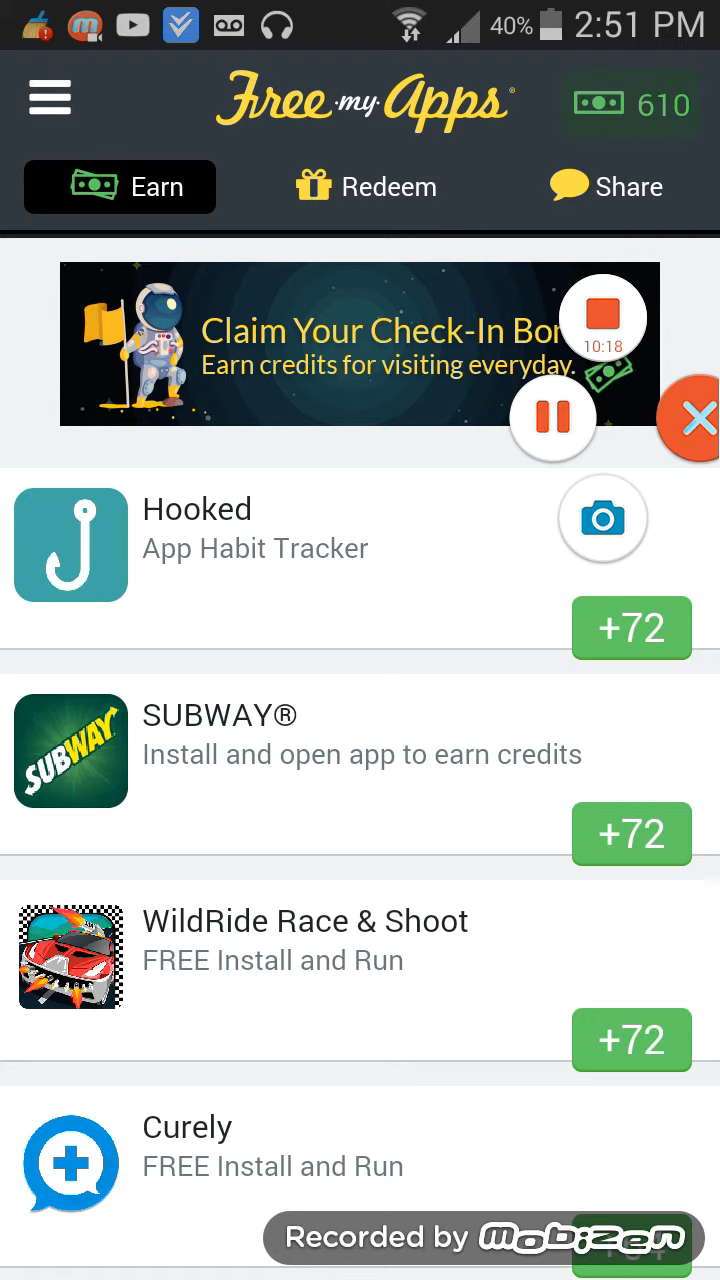 40% 2:51 PM
Free·my·Apps®
610
Earn
Redeem
Share
Claim Your Check-In Bo
Earn credits for visiting everyday.
10:18
Hooked
App Habit Tracker
+72
SUBWAY
SUBWAY®
Install and open app to earn credits
+72
WildRide Race & Shoot
FREE Install and Run
+72
Curely
FREE Install and Run
Recorded by mobizen